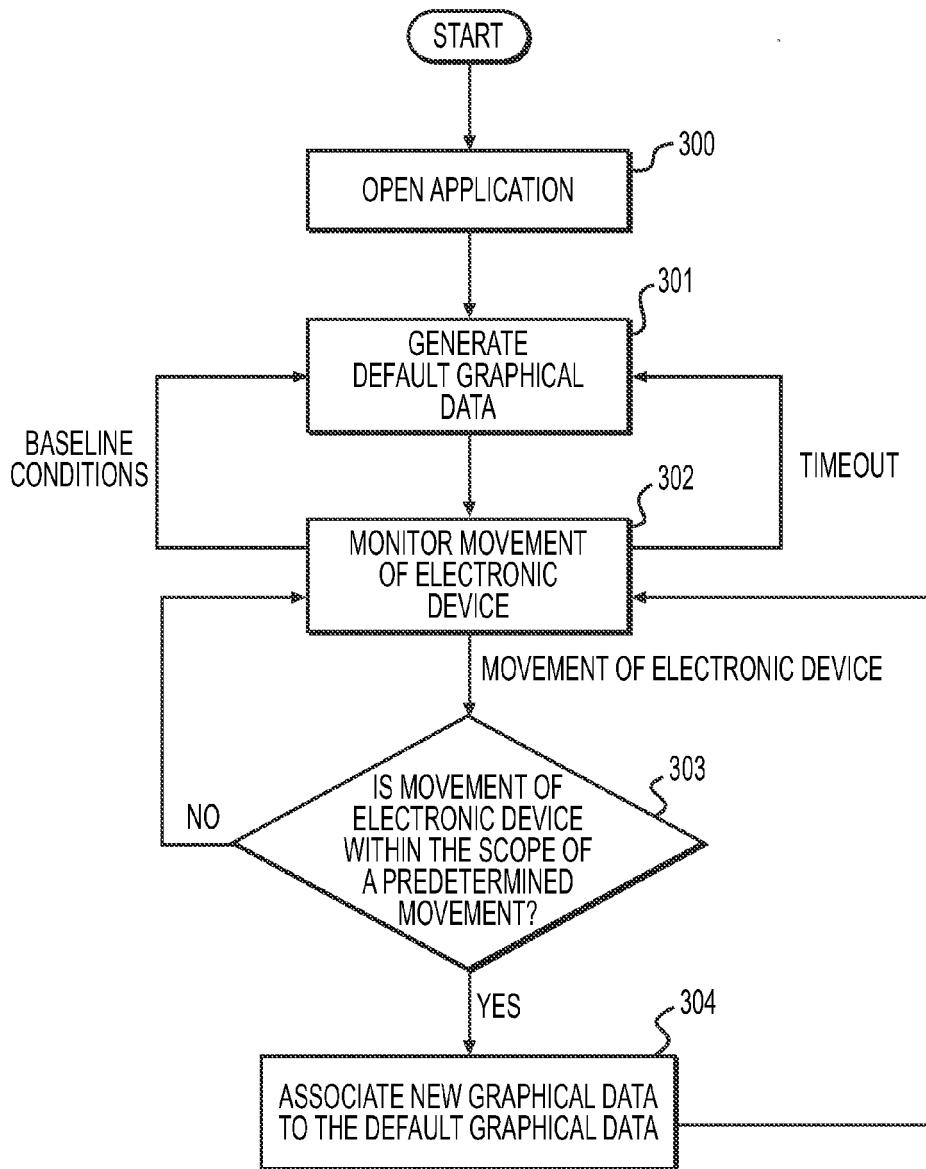 START
300
OPEN APPLICATION
301
GENERATE
DEFAULT GRAPHICAL
DATA
BASELINE
CONDITIONS
TIMEOUT
302
MONITOR MOVEMENT
OF ELECTRONIC
DEVICE
MOVEMENT OF ELECTRONIC DEVICE
303
IS MOVEMENT OF
ELECTRONIC DEVICE
WITHIN THE SCOPE OF
A PREDETERMINED
MOVEMENT?
NO
YES
304
ASSOCIATE NEW GRAPHICAL DATA
TO THE DEFAULT GRAPHICAL DATA